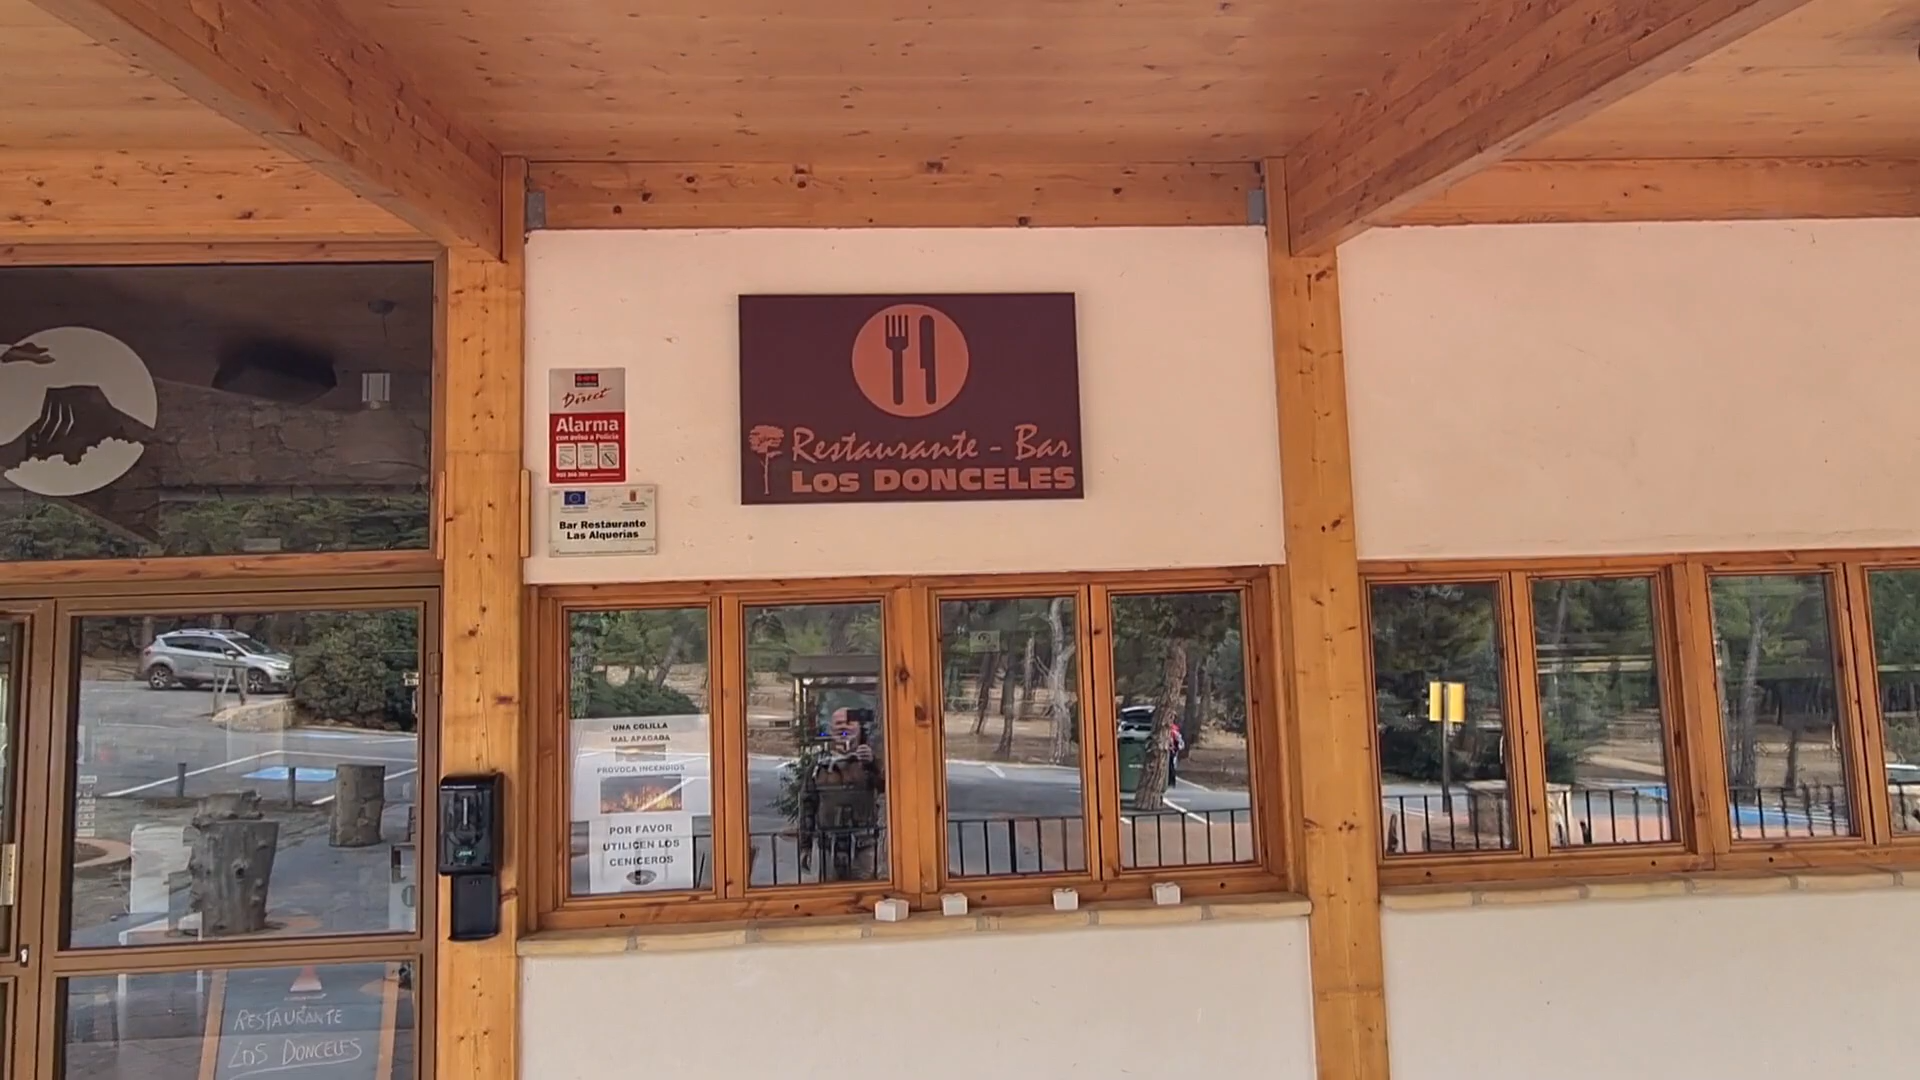 Direct
Alarma
con aviso a Policía
Bar Restaurante
Las Alquerías
Restaurante - Bar
LOS DONCELES
UNA COLILLA
MAL APAGADA
PROVOCA INCENDIOS
POR FAVOR
UTILICEN LOS
CENICEROS
RESTAURANTE
LOS DONCELES